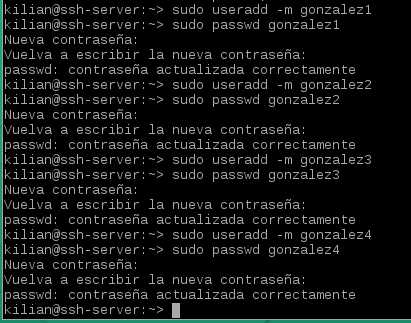 kilian@ssh-server:~> sudo useradd -m gonzalez1
kilian@ssh-server:~> sudo passwd gonzalez1
Nueva contraseña:
Vuelva a escribir la nueva contraseña:
passwd: contraseña actualizada correctamente
kilian@ssh-server:~> sudo useradd -m gonzalez2
kilian@ssh-server:~> sudo passwd gonzalez2
Nueva contraseña:
Vuelva a escribir la nueva contraseña:
passwd: contraseña actualizada correctamente
kilian@ssh-server:~> sudo useradd -m gonzalez3
kilian@ssh-server:~> sudo passwd gonzalez3
Nueva contraseña:
Vuelva a escribir la nueva contraseña:
passwd: contraseña actualizada correctamente
kilian@ssh-server:~> sudo useradd -m gonzalez4
kilian@ssh-server:~> sudo passwd gonzalez4
Nueva contraseña:
Vuelva a escribir la nueva contraseña:
passwd: contraseña actualizada correctamente
kilian@ssh-server:~>